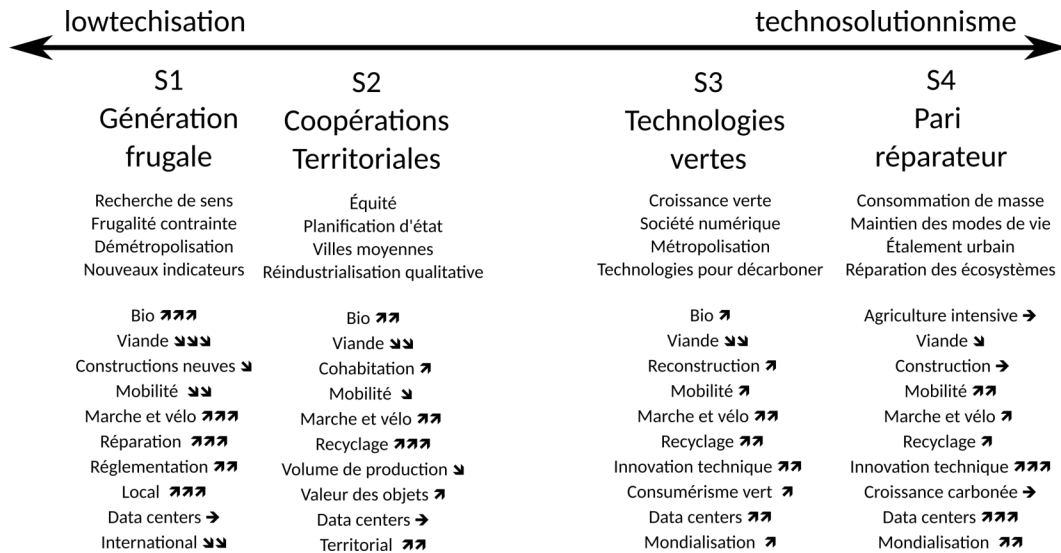 lowtechisation
technosolutionnisme
S1
Génération
frugale
Recherche de sens
Frugalité contrainte
Démétropolisation
Nouveaux indicateurs
Bio ↗↗↗
Viande ↘↘↘
Constructions neuves ↘
Mobilité ↘↘
Marche et vélo ↗↗↗
Réparation ↗↗↗
Réglementation ↗↗
Local ↗↗↗
Data centers →
International ↘↘
S2
Coopérations
Territoriales
Équité
Planification d'état
Villes moyennes
Réindustrialisation qualitative
Bio ↗↗
Viande ↘↘
Cohabitation ↗
Mobilité ↘
Marche et vélo ↗↗
Recyclage ↗↗↗
Volume de production ↘
Valeur des objets ↗
Data centers →
Territorial ↗↗
S3
Technologies
vertes
Croissance verte
Société numérique
Métropolisation
Technologies pour décarboner
Bio ↗
Viande ↘↘
Reconstruction ↗
Mobilité ↗
Marche et vélo ↗↗
Recyclage ↗↗
Innovation technique ↗↗
Consumérisme vert ↗
Data centers ↗↗
Mondialisation ↗
S4
Pari
réparateur
Consommation de masse
Maintien des modes de vie
Étalement urbain
Réparation des écosystèmes
Agriculture intensive →
Viande ↘
Construction →
Mobilité ↗↗
Marche et vélo ↗
Recyclage ↗
Innovation technique ↗↗↗
Croissance carbonée →
Data centers ↗↗↗
Mondialisation ↗↗